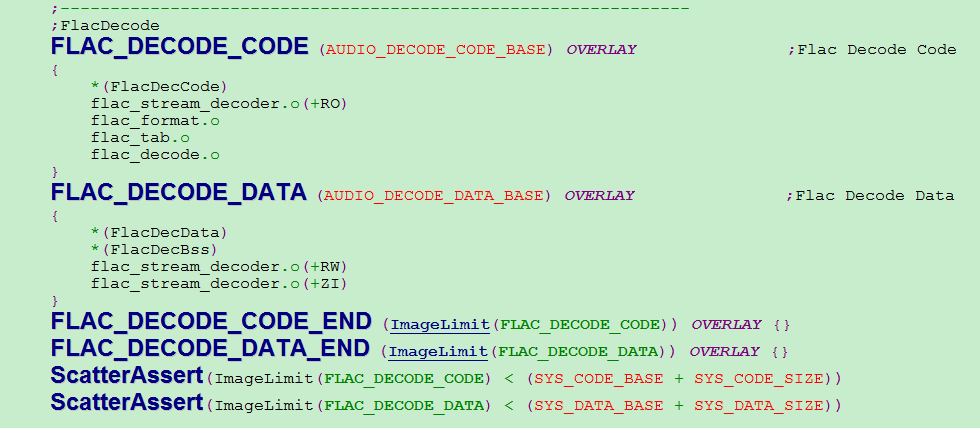 ;----------------------------------------------------------------------
;FlacDecode
FLAC_DECODE_CODE (AUDIO_DECODE_CODE_BASE) OVERLAY ;Flac Decode Code
{
*(FlacDecCode)
flac_stream_decoder.o(+RO)
flac_format.o
flac_tab.o
flac_decode.o
}
FLAC_DECODE_DATA (AUDIO_DECODE_DATA_BASE) OVERLAY ;Flac Decode Data
{
*(FlacDecData)
*(FlacDecBss)
flac_stream_decoder.o(+RW)
flac_stream_decoder.o(+ZI)
}
FLAC_DECODE_CODE_END (ImageLimit(FLAC_DECODE_CODE)) OVERLAY {}
FLAC_DECODE_DATA_END (ImageLimit(FLAC_DECODE_DATA)) OVERLAY {}
ScatterAssert(ImageLimit(FLAC_DECODE_CODE) < (SYS_CODE_BASE + SYS_CODE_SIZE))
ScatterAssert(ImageLimit(FLAC_DECODE_DATA) < (SYS_DATA_BASE + SYS_DATA_SIZE))